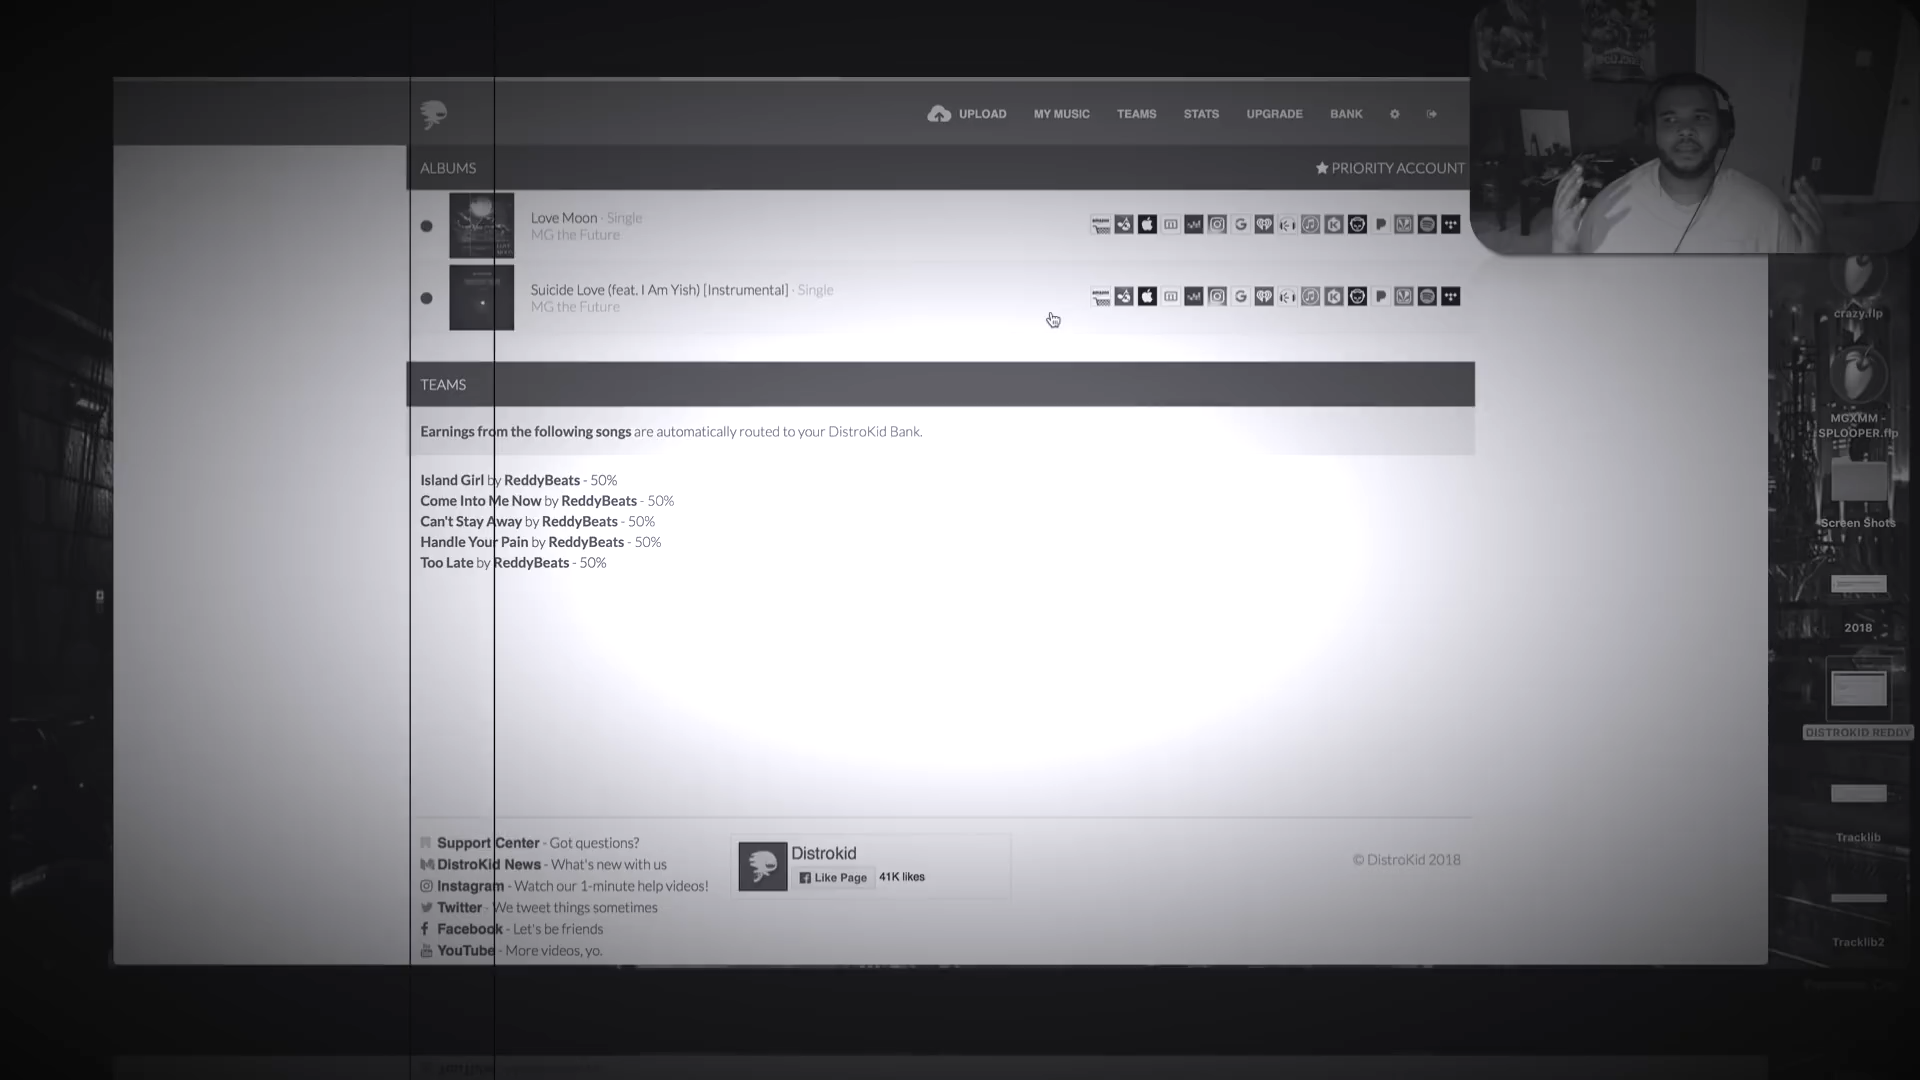 UPLOAD MY MUSIC TEAMS STATS UPGRADE BANK
ALBUMS
PRIORITY ACCOUNT
Love Moon · Single
MG the Future
Suicide Love (feat. I Am Yish) [Instrumental] · Single
MG the Future
TEAMS
Earnings from the following songs are automatically routed to your DistroKid Bank.
Island Girl by ReddyBeats - 50%
Come Into Me Now by ReddyBeats - 50%
Can't Stay Away by ReddyBeats - 50%
Handle Your Pain by ReddyBeats - 50%
Too Late by ReddyBeats - 50%
Support Center - Got questions?
DistroKid News - What's new with us
Instagram - Watch our 1-minute help videos!
Twitter - We tweet things sometimes
Facebook - Let's be friends
YouTube - More videos, yo.
Distrokid
Like Page 41K likes
© DistroKid 2018
crazy.flp
MGXMM -
SPLOOPER.flp
Screen Shots
2018
DISTROKID REDDY
Tracklib
Tracklib2